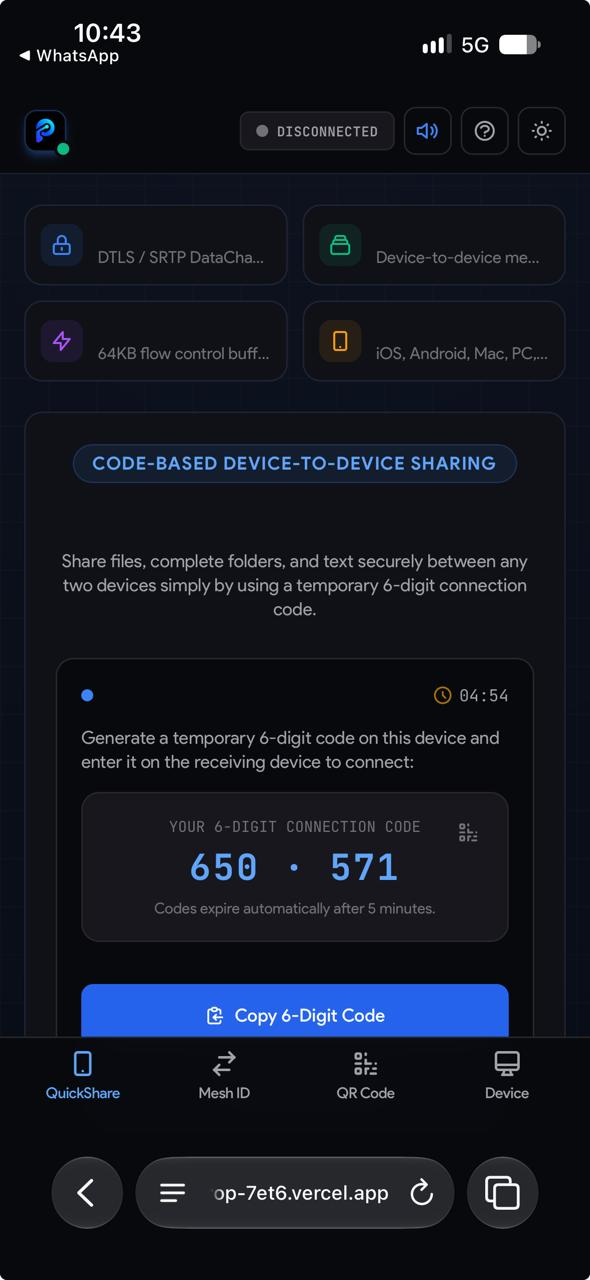 10:43
5G
◀ WhatsApp
DISCONNECTED
DTLS / SRTP DataCha...
Device-to-device me...
64KB flow control buff...
iOS, Android, Mac, PC,...
CODE-BASED DEVICE-TO-DEVICE SHARING
Share files, complete folders, and text securely between any
two devices simply by using a temporary 6-digit connection
code.
04:54
Generate a temporary 6-digit code on this device and
enter it on the receiving device to connect:
YOUR 6-DIGIT CONNECTION CODE
650 · 571
Codes expire automatically after 5 minutes.
Copy 6-Digit Code
QuickShare
Mesh ID
QR Code
Device
op-7et6.vercel.app